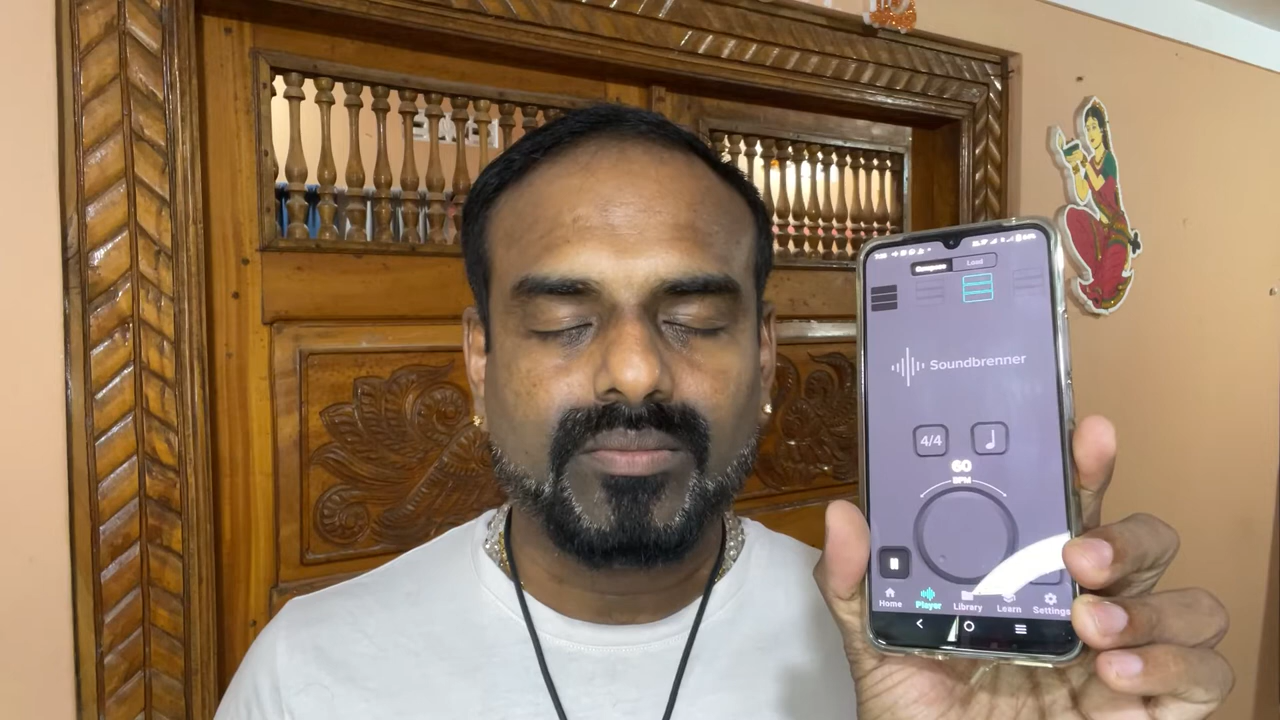 Compose
Load
Soundbrenner
4/4
60
BPM
Home
Player
Library
Learn
Settings